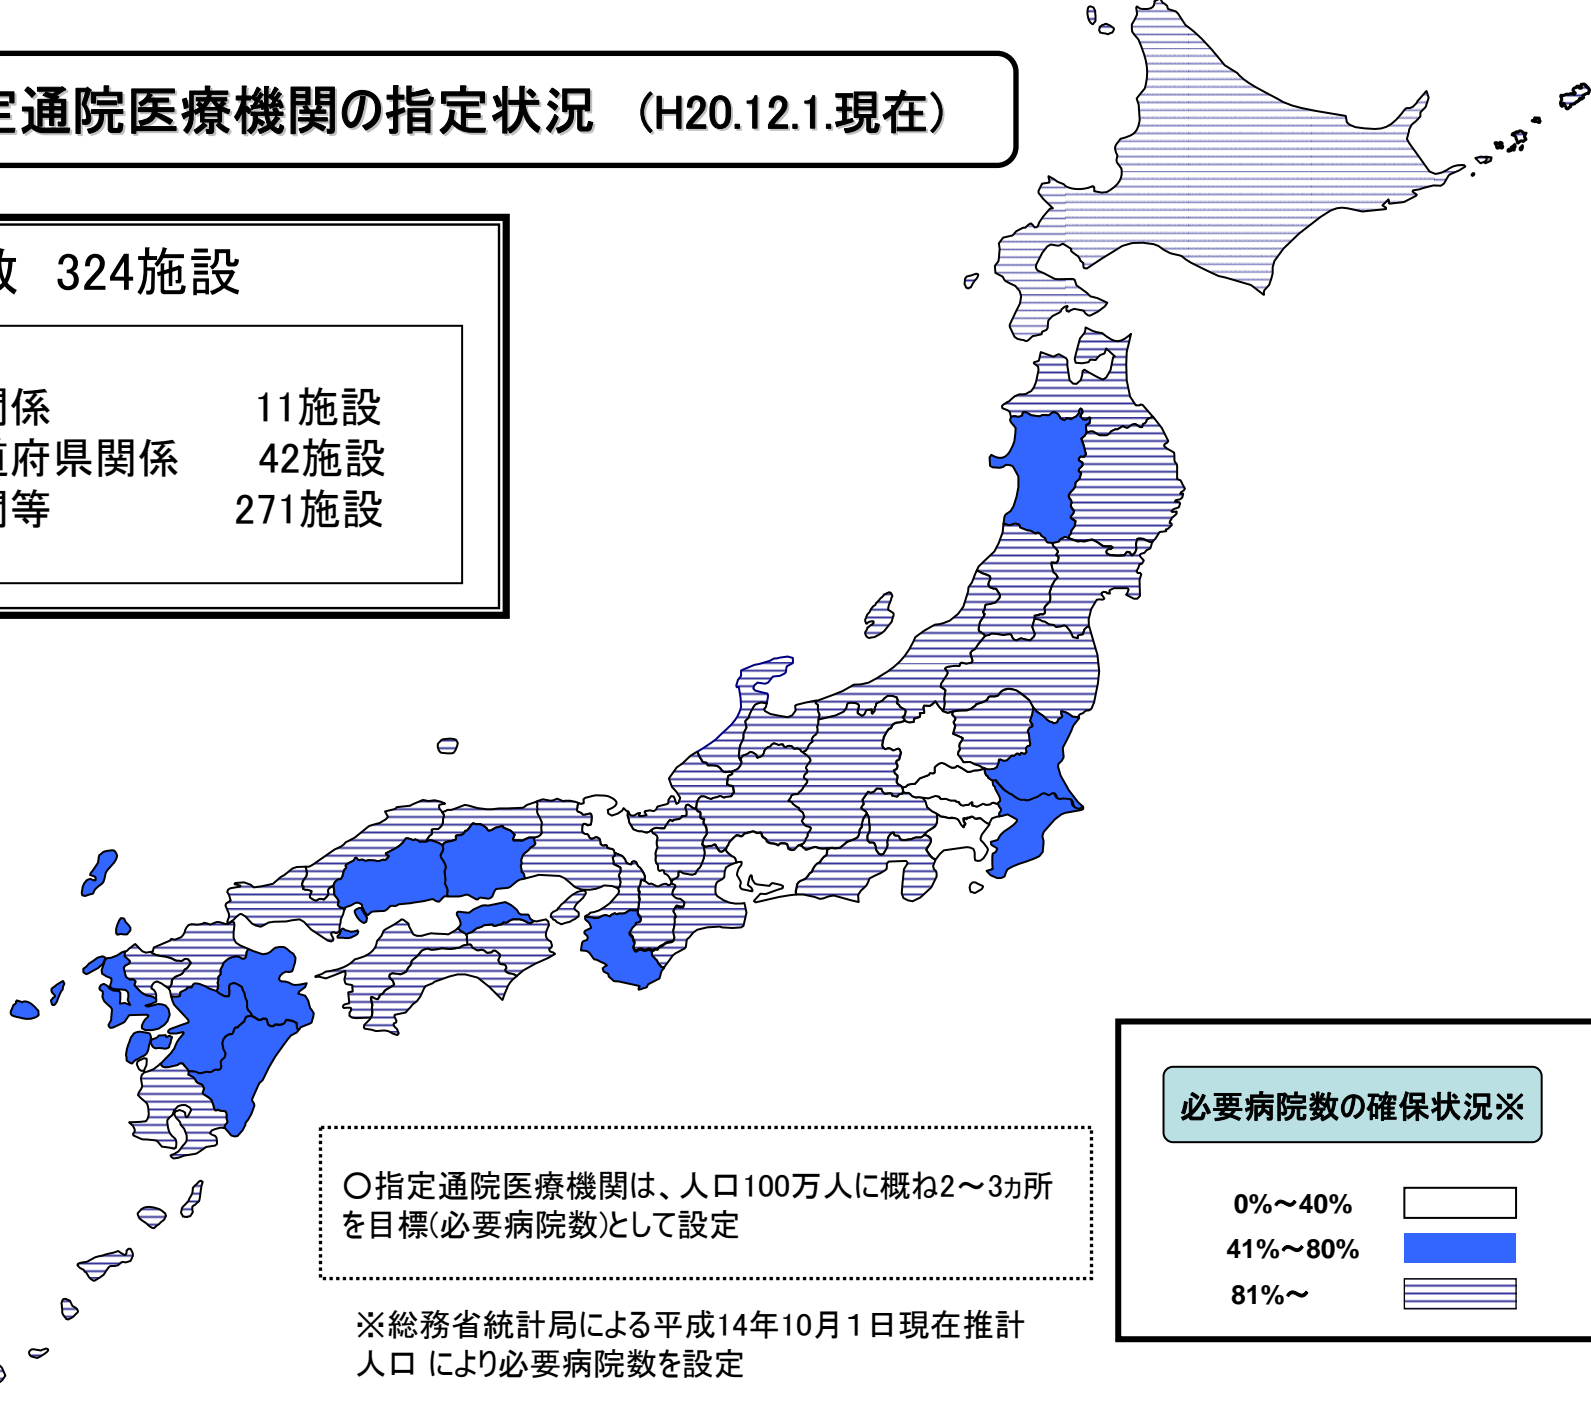 定通院医療機関の指定状況 (H20.12.1.現在)
数 324施設
関係 11施設
道府県関係 42施設
関等 271施設
〇指定通院医療機関は、人口100万人に概ね2～3ヵ所
を目標(必要病院数)として設定
※総務省統計局による平成14年10月１日現在推計
人口 により必要病院数を設定
必要病院数の確保状況※
0%～40%
41%～80%
81%～